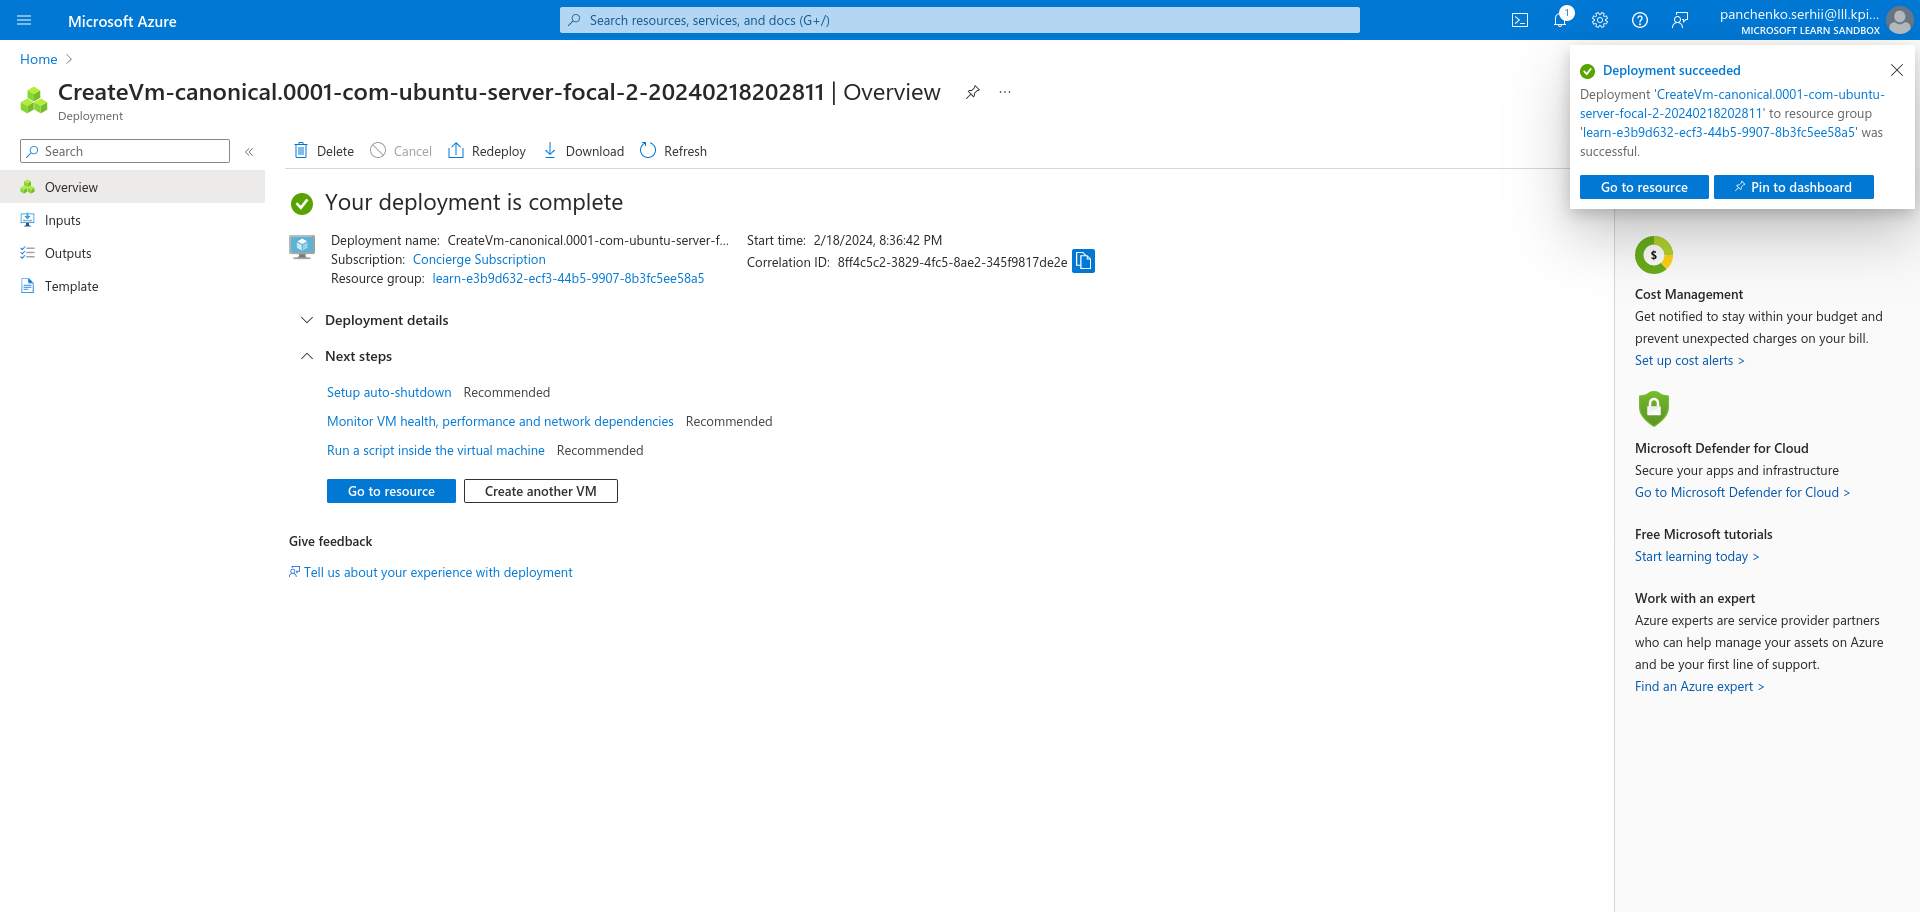 Microsoft Azure
Search resources, services, and docs (G+/)
1
panchenko.serhii@lll.kpi...
MICROSOFT LEARN SANDBOX
Home
CreateVm-canonical.0001-com-ubuntu-server-focal-2-20240218202811 | Overview
...
Deployment
Search
«
Overview
Inputs
Outputs
Template
Delete
Cancel
Redeploy
Download
Refresh
Your deployment is complete
Deployment name: CreateVm-canonical.0001-com-ubuntu-server-f...
Subscription: Concierge Subscription
Resource group: learn-e3b9d632-ecf3-44b5-9907-8b3fc5ee58a5
Start time: 2/18/2024, 8:36:42 PM
Correlation ID: 8ff4c5c2-3829-4fc5-8ae2-345f9817de2e
Deployment details
Next steps
Setup auto-shutdown Recommended
Monitor VM health, performance and network dependencies Recommended
Run a script inside the virtual machine Recommended
Go to resource
Create another VM
Give feedback
Tell us about your experience with deployment
Deployment succeeded
Deployment 'CreateVm-canonical.0001-com-ubuntu-
server-focal-2-20240218202811' to resource group
'learn-e3b9d632-ecf3-44b5-9907-8b3fc5ee58a5' was
successful.
Go to resource
Pin to dashboard
$
Cost Management
Get notified to stay within your budget and
prevent unexpected charges on your bill.
Set up cost alerts >
Microsoft Defender for Cloud
Secure your apps and infrastructure
Go to Microsoft Defender for Cloud >
Free Microsoft tutorials
Start learning today >
Work with an expert
Azure experts are service provider partners
who can help manage your assets on Azure
and be your first line of support.
Find an Azure expert >